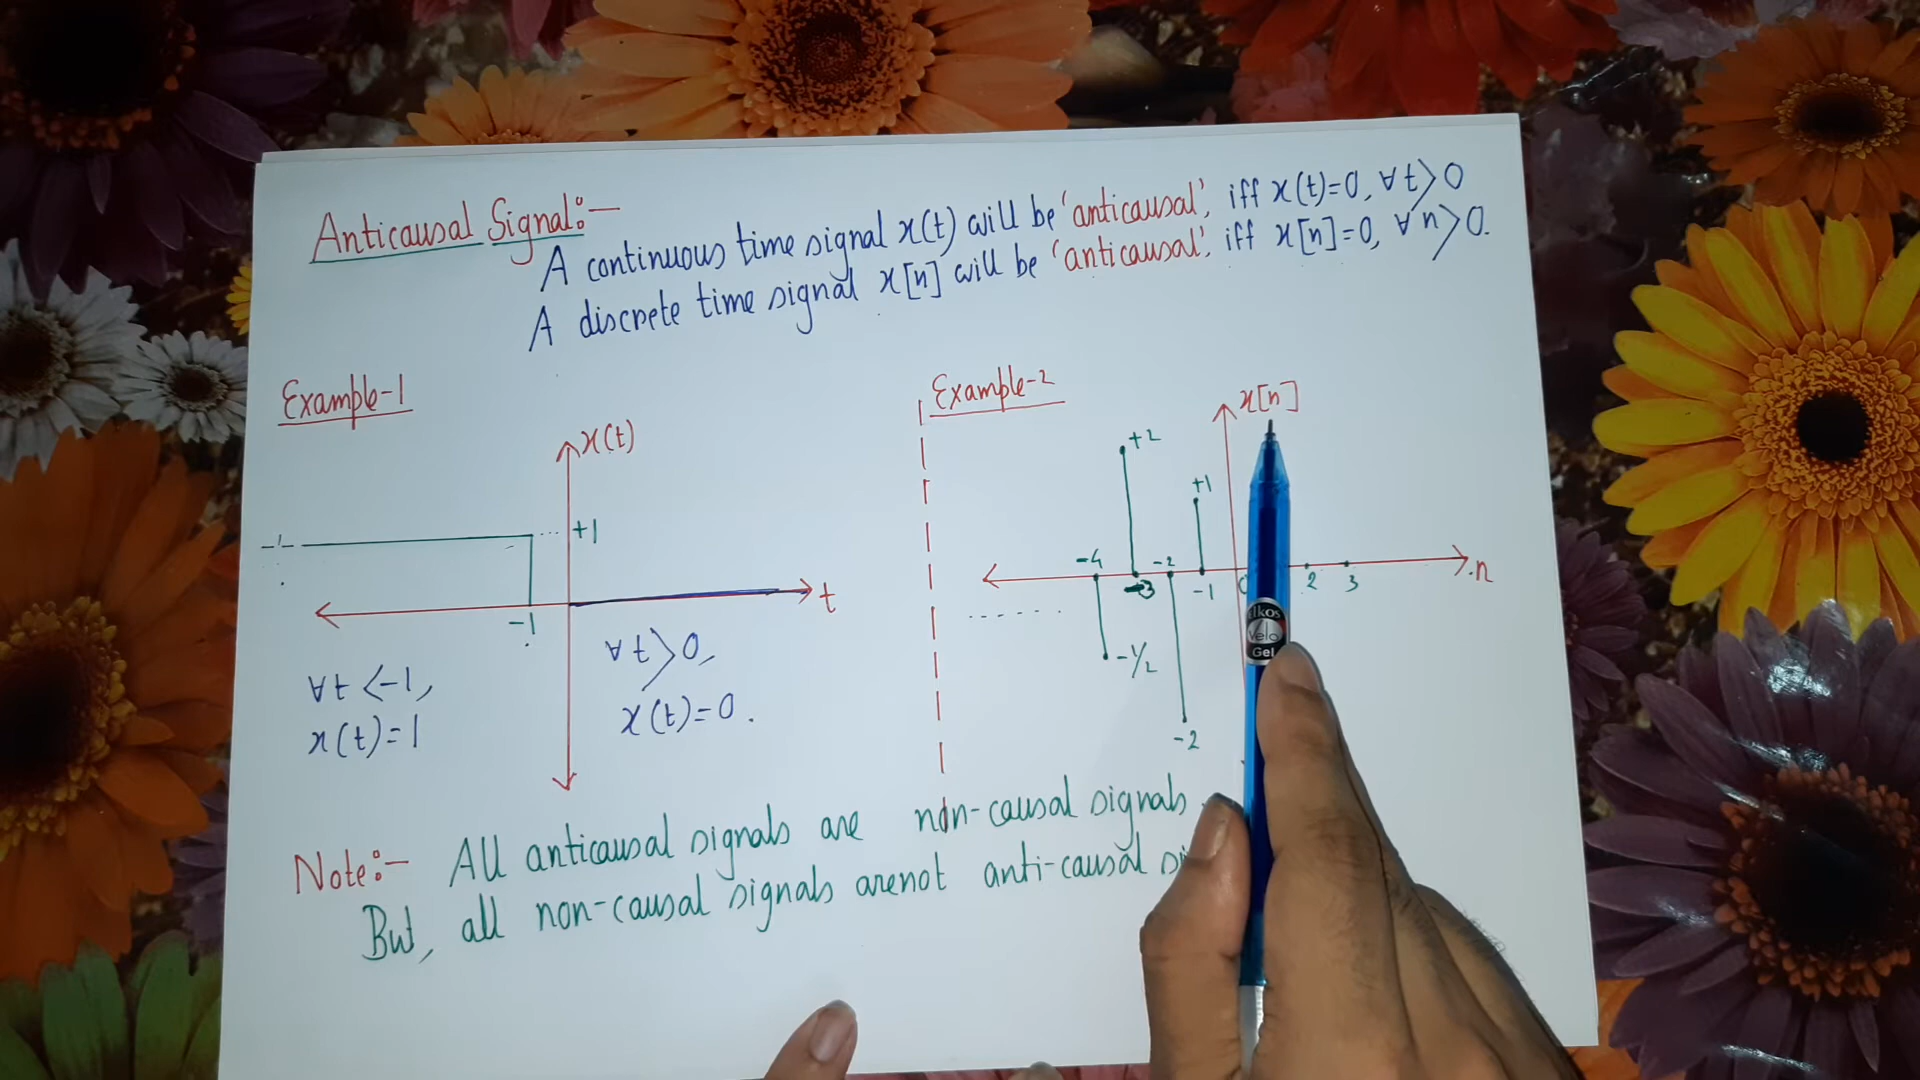 Anticausal Signal:-
A continuous time signal x(t) will be 'anticausal', iff x(t)=0, ∀ t>0
A discrete time signal x[n] will be 'anticausal', iff x[n]=0, ∀ n>0.
Example-1
x(t)
+1
-1
t
∀t <-1,
x(t)=1
∀ t>0,
x(t)=0.
Example-2
x[n]
+2
+1
-4
-3
-2
-1
2
3
n
-1/2
-2
elkos
Velo
Gel
Note:- All anticausal signals are non-causal signals
But, all non-causal signals arenot anti-causal